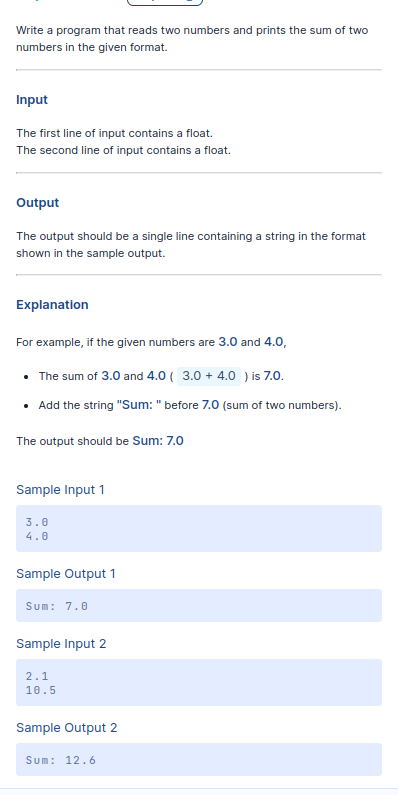 Write a program that reads two numbers and prints the sum of two
numbers in the given format.
Input
The first line of input contains a float.
The second line of input contains a float.
Output
The output should be a single line containing a string in the format
shown in the sample output.
Explanation
For example, if the given numbers are 3.0 and 4.0,
• The sum of 3.0 and 4.0 ( 3.0 + 4.0 ) is 7.0.
• Add the string "Sum: " before 7.0 (sum of two numbers).
The output should be Sum: 7.0
Sample Input 1
3.0
4.0
Sample Output 1
Sum: 7.0
Sample Input 2
2.1
10.5
Sample Output 2
Sum: 12.6